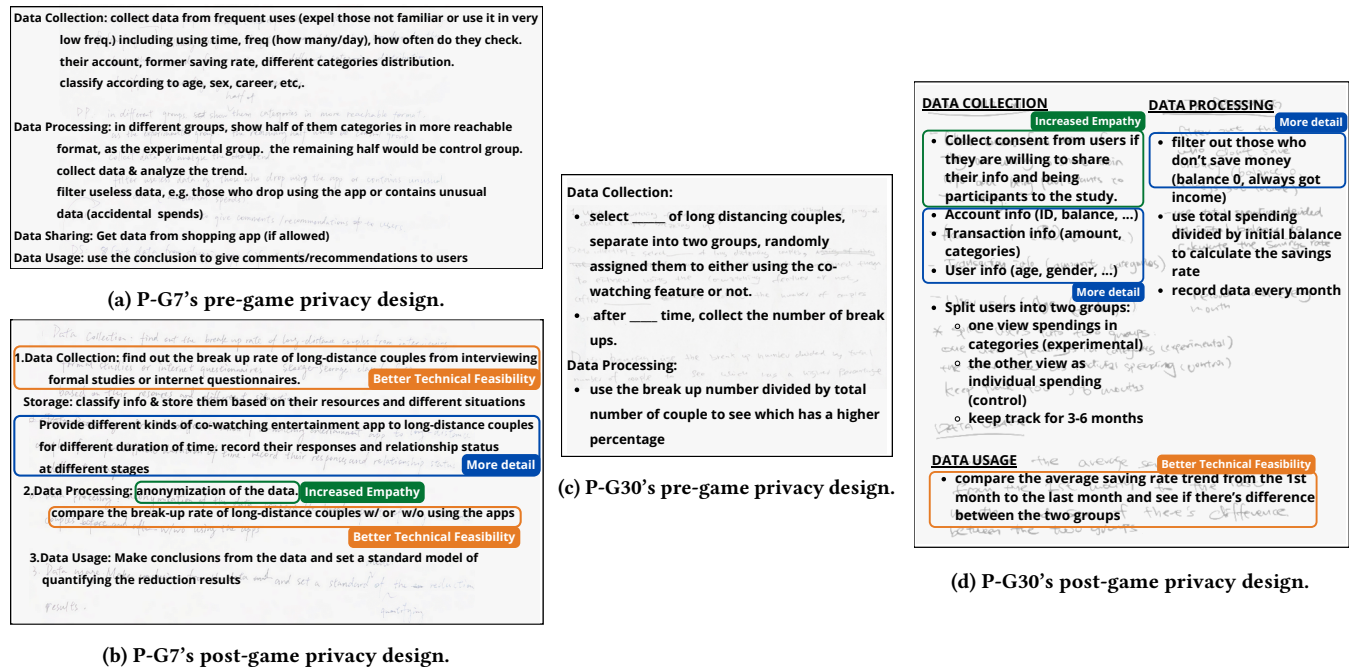 Data Collection: collect data from frequent uses (expel those not familiar or use it in very
low freq.) including using time, freq (how many/day), how often do they check.
their account, former saving rate, different categories distribution.
classify according to age, sex, career, etc,.
Data Processing: in different groups, show half of them categories in more reachable
format, as the experimental group. the remaining half would be control group.
collect data & analyze the trend.
filter useless data, e.g. those who drop using the app or contains unusual
data (accidental spends)
Data Sharing: Get data from shopping app (if allowed)
Data Usage: use the conclusion to give comments/recommendations to users
(a) P-G7's pre-game privacy design.
1.Data Collection: find out the break up rate of long-distance couples from interviewing
formal studies or internet questionnaires.
Better Technical Feasibility
Storage: classify info & store them based on their resources and different situations
Provide different kinds of co-watching entertainment app to long-distance couples
for different duration of time. record their responses and relationship status
at different stages
More detail
2.Data Processing: anonymization of the data.
Increased Empathy
compare the break-up rate of long-distance couples w/ or w/o using the apps
Better Technical Feasibility
3.Data Usage: Make conclusions from the data and set a standard model of
quantifying the reduction results
(b) P-G7's post-game privacy design.
Data Collection:
• select _____ of long distancing couples,
separate into two groups, randomly
assigned them to either using the co-
watching feature or not.
• after _____ time, collect the number of break
ups.
Data Processing:
• use the break up number divided by total
number of couple to see which has a higher
percentage
(c) P-G30's pre-game privacy design.
DATA COLLECTION
Increased Empathy
• Collect consent from users if
they are willing to share
their info and being
participants to the study.
• Account info (ID, balance, ...)
• Transaction info (amount,
categories)
• User info (age, gender, ...)
More detail
• Split users into two groups:
one view spendings in
categories (experimental)
the other view as
individual spending
(control)
keep track for 3-6 months
DATA PROCESSING
More detail
• filter out those who
don't save money
(balance 0, always got
income)
• use total spending
divided by initial balance
to calculate the savings
rate
• record data every month
DATA USAGE
Better Technical Feasibility
• compare the average saving rate trend from the 1st
month to the last month and see if there's difference
between the two groups
(d) P-G30's post-game privacy design.